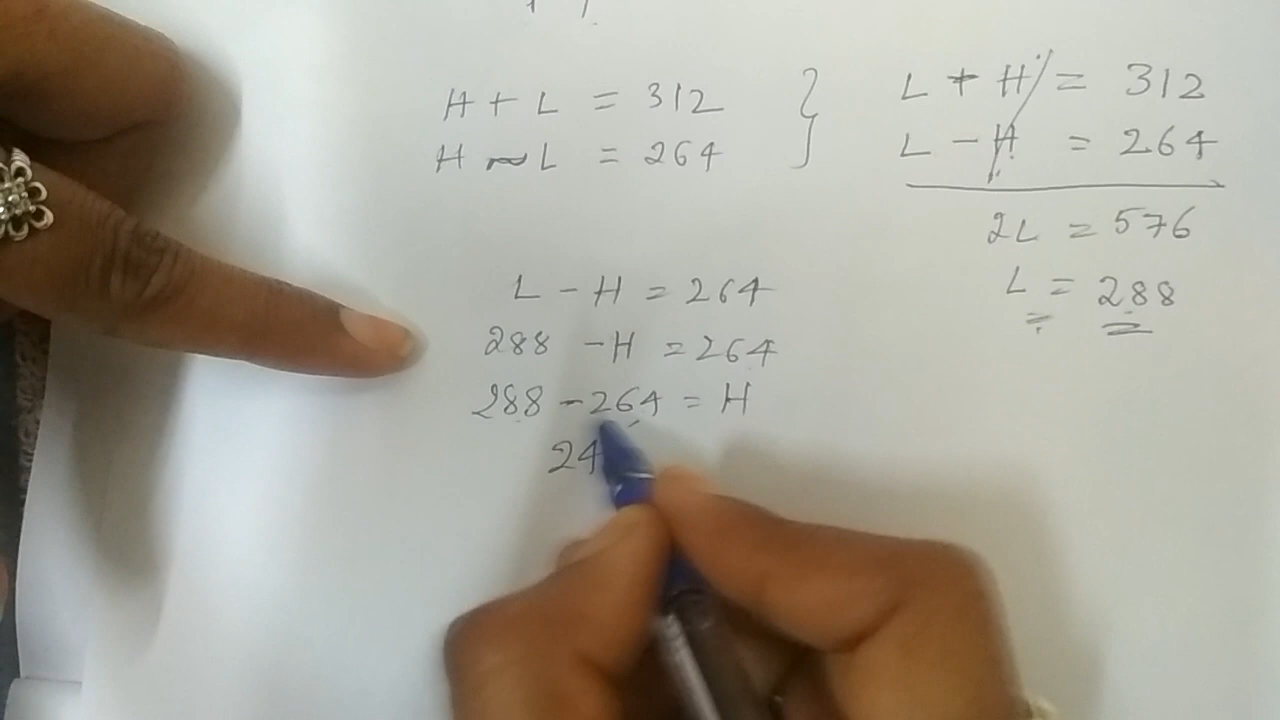 H + L = 312
H ~ L = 264
L + H = 312
L - H = 264
2L = 576
L = 288
L - H = 264
288 - H = 264
288 - 264 = H
24